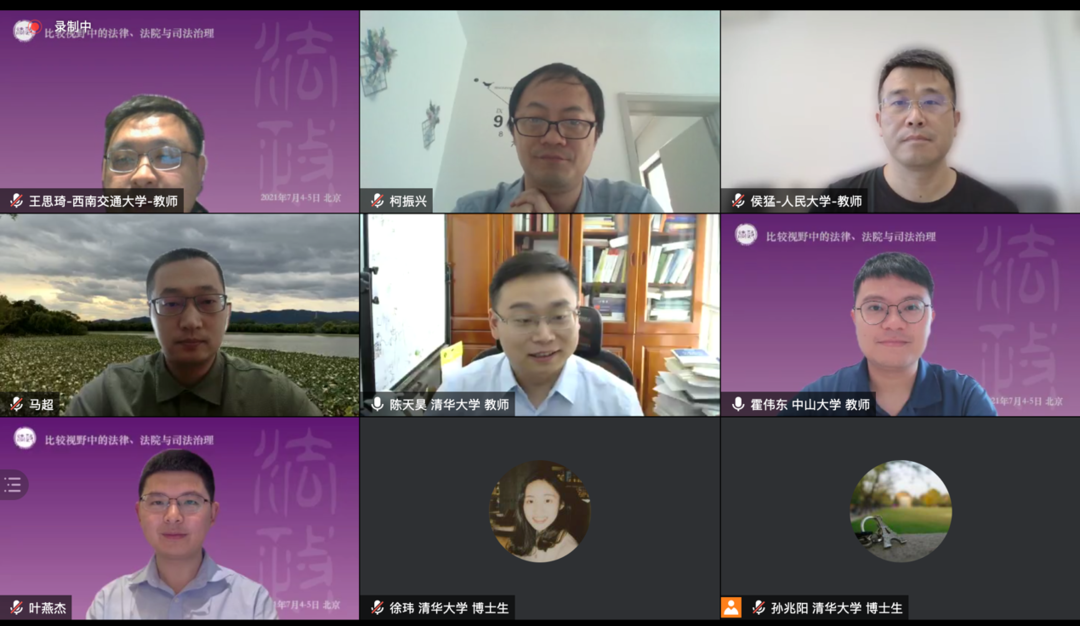 录制中
比较视野中的法律、法院与司法治理
法政
2021年7月4-5日 北京
王思琦-西南交通大学-教师
9
柯振兴
侯猛-人民大学-教师
马超
陈天昊 清华大学 教师
比较视野中的法律、法院与司法治理
法政
年7月4-5日 北京
霍伟东 中山大学 教师
比较视野中的法律、法院与司法治理
法政
年7月4-5日 北京
叶燕杰
徐玮 清华大学 博士生
孙兆阳 清华大学 博士生